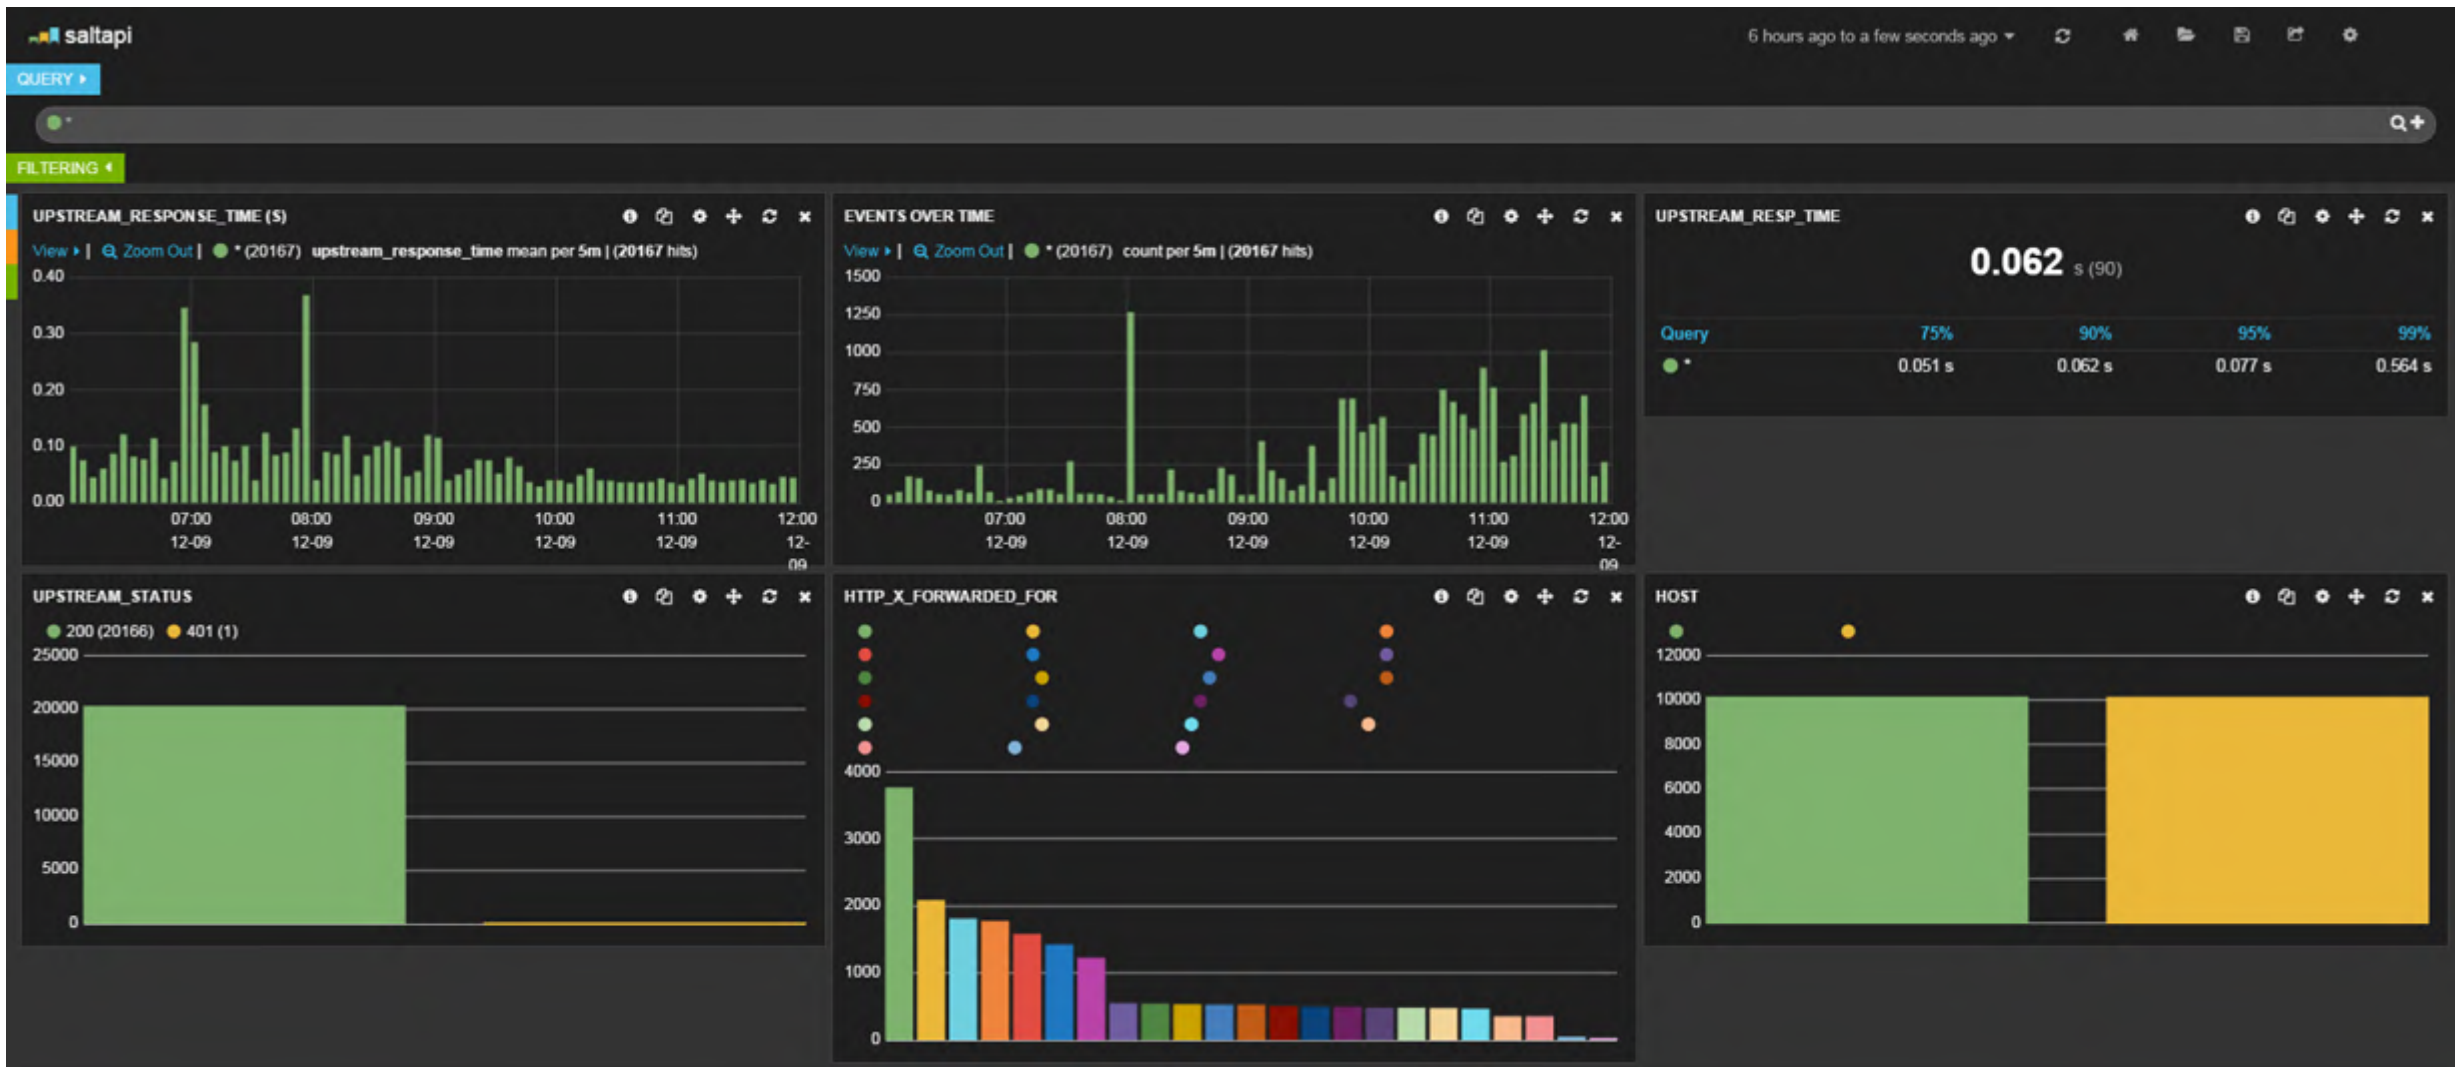 saltapi
6 hours ago to a few seconds ago
QUERY
*
FILTERING
UPSTREAM_RESPONSE_TIME (S)
View | Zoom Out | * (20167) upstream_response_time mean per 5m | (20167 hits)
0.40
0.30
0.20
0.10
0.00
07:00 08:00 09:00 10:00 11:00 12:00
12-09 12-09 12-09 12-09 12-09 12-
09
EVENTS OVER TIME
View | Zoom Out | * (20167) count per 5m | (20167 hits)
1500
1250
1000
750
500
250
0
07:00 08:00 09:00 10:00 11:00 12:00
12-09 12-09 12-09 12-09 12-09 12-
09
UPSTREAM_RESP_TIME
0.062 s (90)
Query 75% 90% 95% 99%
* 0.051 s 0.062 s 0.077 s 0.564 s
UPSTREAM_STATUS
200 (20166) 401 (1)
25000
20000
15000
10000
5000
0
HTTP_X_FORWARDED_FOR
4000
3000
2000
1000
0
HOST
12000
10000
8000
6000
4000
2000
0